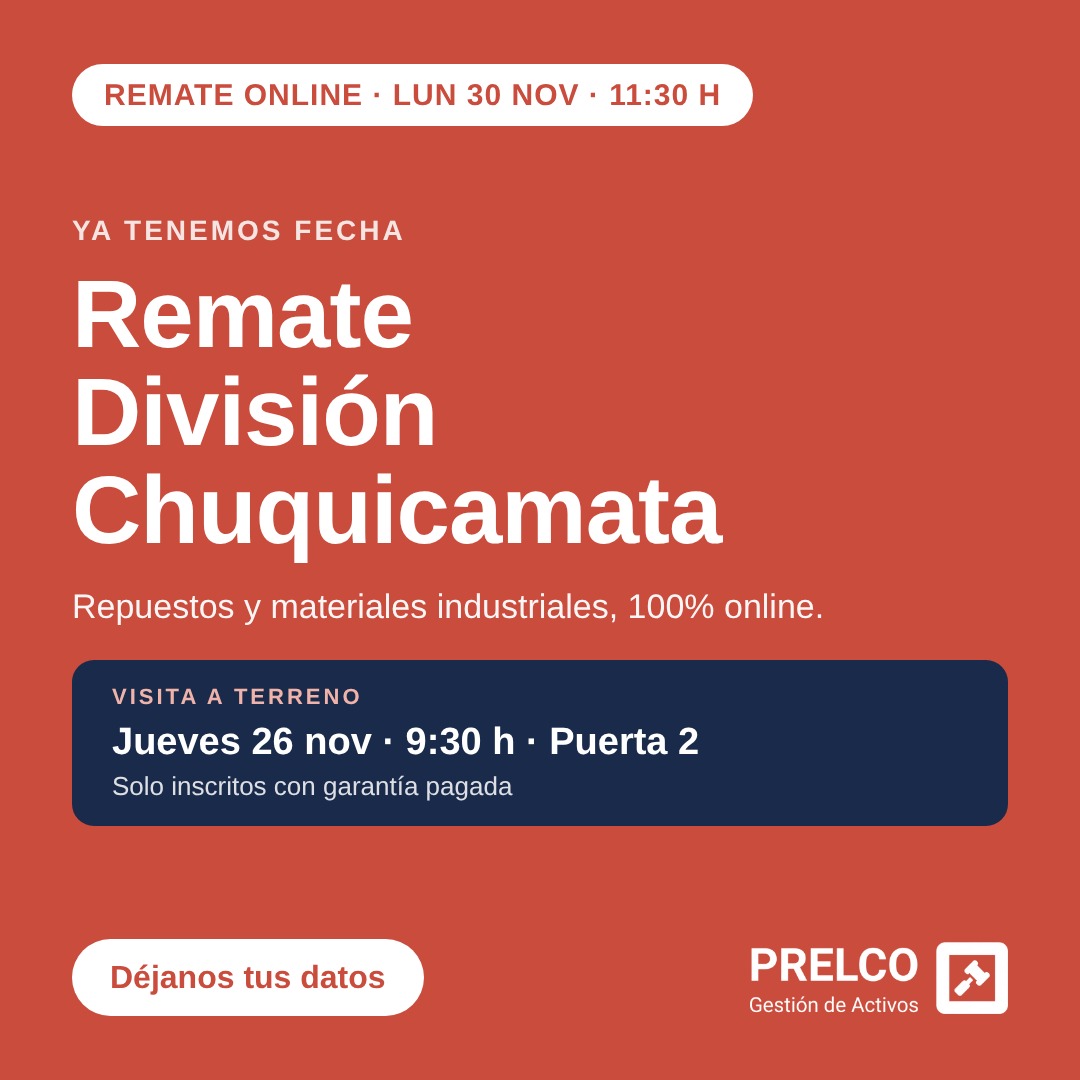 REMATE ONLINE · LUN 30 NOV · 11:30 H
YA TENEMOS FECHA
Remate
División
Chuquicamata
Repuestos y materiales industriales, 100% online.
VISITA A TERRENO
Jueves 26 nov · 9:30 h · Puerta 2
Solo inscritos con garantía pagada
Déjanos tus datos
PRELCO
Gestión de Activos